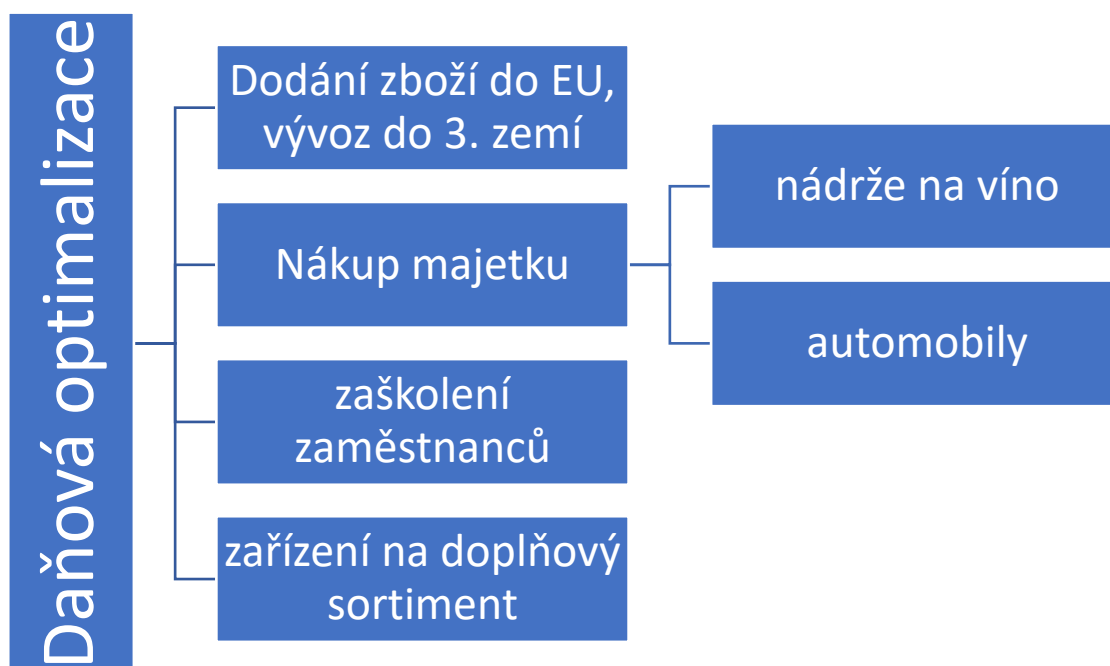 Daňová optimalizace
Dodání zboží do EU,
vývoz do 3. zemí
Nákup majetku
nádrže na víno
automobily
zaškolení
zaměstnanců
zařízení na doplňový
sortiment